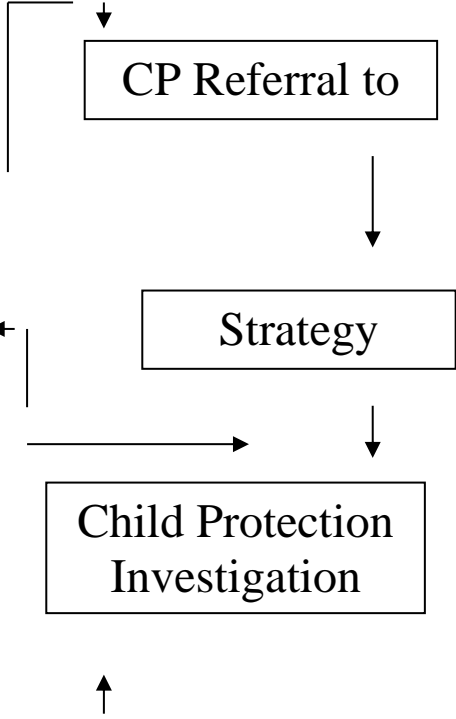 CP Referral to
Strategy
Child Protection
Investigation